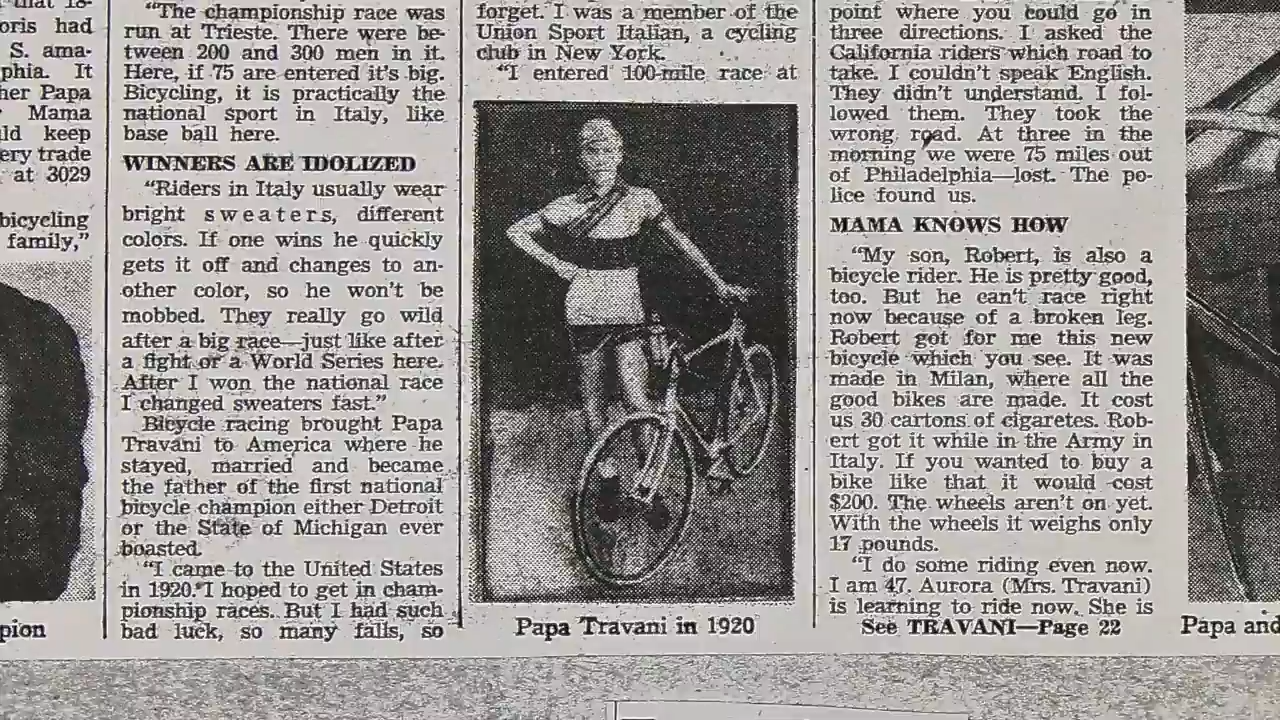 that 18-
oris had
S. ama-
phia. It
her Papa
Mama
ld keep
ery trade
at 3029
bicycling
family,"
pion
"The championship race was
run at Trieste. There were be-
tween 200 and 300 men in it.
Here, if 75 are entered it's big.
Bicycling, it is practically the
national sport in Italy, like
base ball here.
WINNERS ARE IDOLIZED
"Riders in Italy usually wear
bright sweaters, different
colors. If one wins he quickly
gets it off and changes to an-
other color, so he won't be
mobbed. They really go wild
after a big race—just like after
a fight or a World Series here.
After I won the national race
I changed sweaters fast."
Bicycle racing brought Papa
Travani to America where he
stayed, married and became
the father of the first national
bicycle champion either Detroit
or the State of Michigan ever
boasted.
"I came to the United States
in 1920. I hoped to get in cham-
pionship races. But I had such
bad luck, so many falls, so
forget. I was a member of the
Union Sport Italian, a cycling
club in New York.
"I entered 100-mile race at
Papa Travani in 1920
point where you could go in
three directions. I asked the
California riders which road to
take. I couldn't speak English.
They didn't understand. I fol-
lowed them. They took the
wrong road. At three in the
morning we were 75 miles out
of Philadelphia—lost. The po-
lice found us.
MAMA KNOWS HOW
"My son, Robert, is also a
bicycle rider. He is pretty good,
too. But he can't race right
now because of a broken leg.
Robert got for me this new
bicycle which you see. It was
made in Milan, where all the
good bikes are made. It cost
us 30 cartons of cigaretes. Rob-
ert got it while in the Army in
Italy. If you wanted to buy a
bike like that it would cost
$200. The wheels aren't on yet.
With the wheels it weighs only
17 pounds.
"I do some riding even now.
I am 47. Aurora (Mrs. Travani)
is learning to ride now. She is
See TRAVANI—Page 22
Papa and